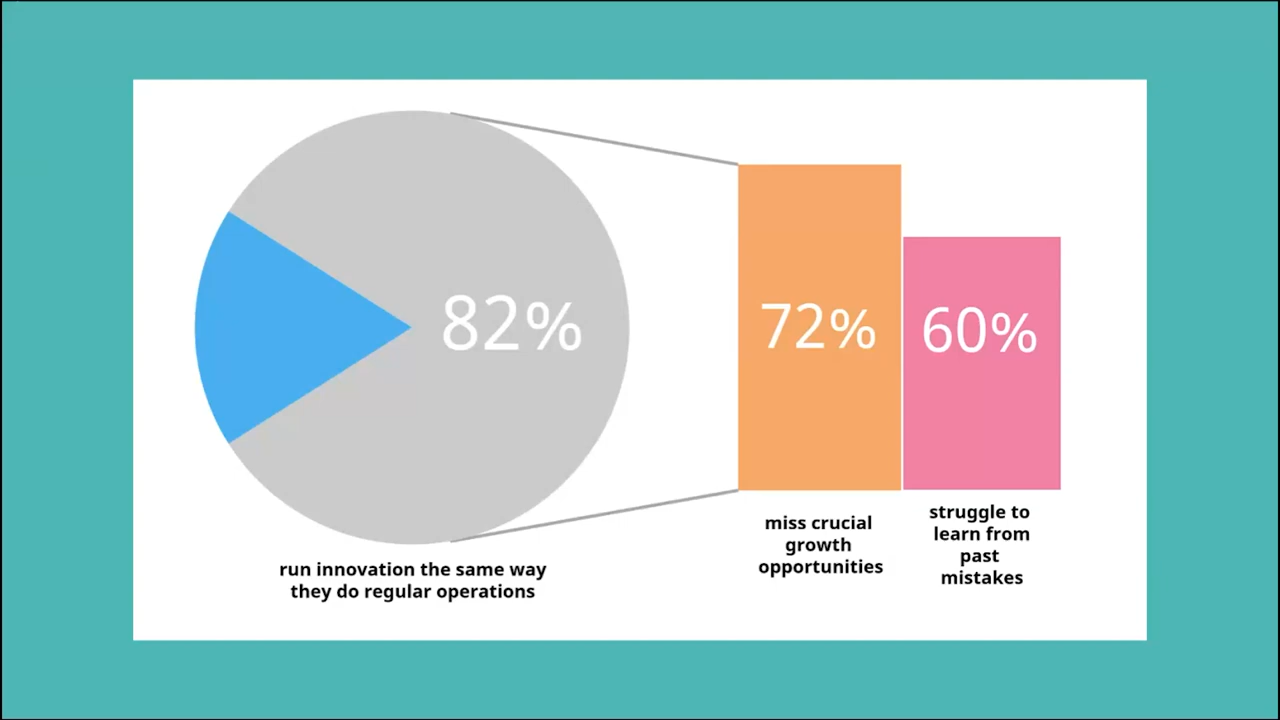 82%
run innovation the same way
they do regular operations
72%
miss crucial
growth
opportunities
60%
struggle to
learn from
past
mistakes